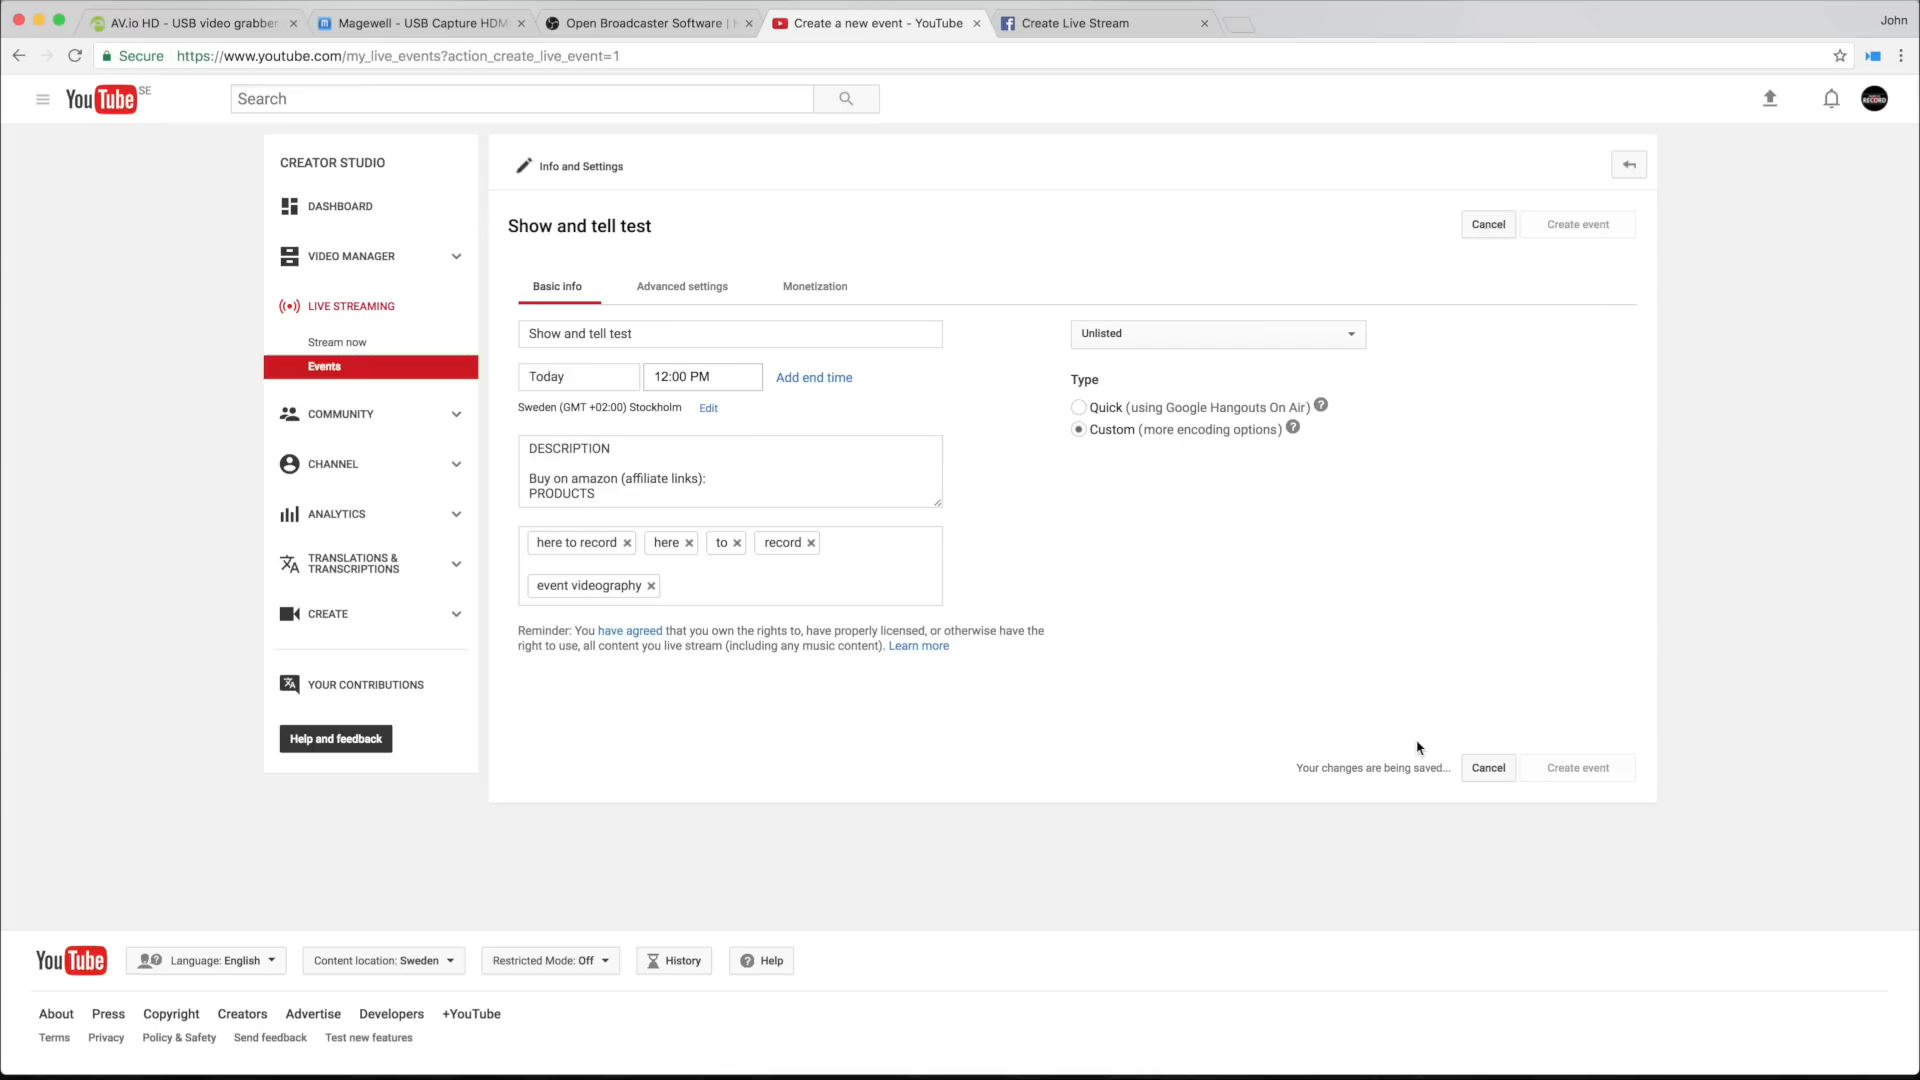 AV.io HD - USB video grabber
Magewell - USB Capture HDM
Open Broadcaster Software |
Create a new event - YouTube
Create Live Stream
John
Secure https://www.youtube.com/my_live_events?action_create_live_event=1
YouTube SE
Search
RECORD
CREATOR STUDIO
DASHBOARD
VIDEO MANAGER
LIVE STREAMING
Stream now
Events
COMMUNITY
CHANNEL
ANALYTICS
TRANSLATIONS &
TRANSCRIPTIONS
CREATE
YOUR CONTRIBUTIONS
Help and feedback
Info and Settings
Show and tell test
Cancel Create event
Basic info Advanced settings Monetization
Show and tell test
Today 12:00 PM Add end time
Sweden (GMT +02:00) Stockholm Edit
DESCRIPTION
Buy on amazon (affiliate links):
PRODUCTS
here to record here to record
event videography
Reminder: You have agreed that you own the rights to, have properly licensed, or otherwise have the
right to use, all content you live stream (including any music content). Learn more
Unlisted
Type
Quick (using Google Hangouts On Air) ?
Custom (more encoding options) ?
Your changes are being saved... Cancel Create event
YouTube Language: English Content location: Sweden Restricted Mode: Off History ? Help
About Press Copyright Creators Advertise Developers +YouTube
Terms Privacy Policy & Safety Send feedback Test new features